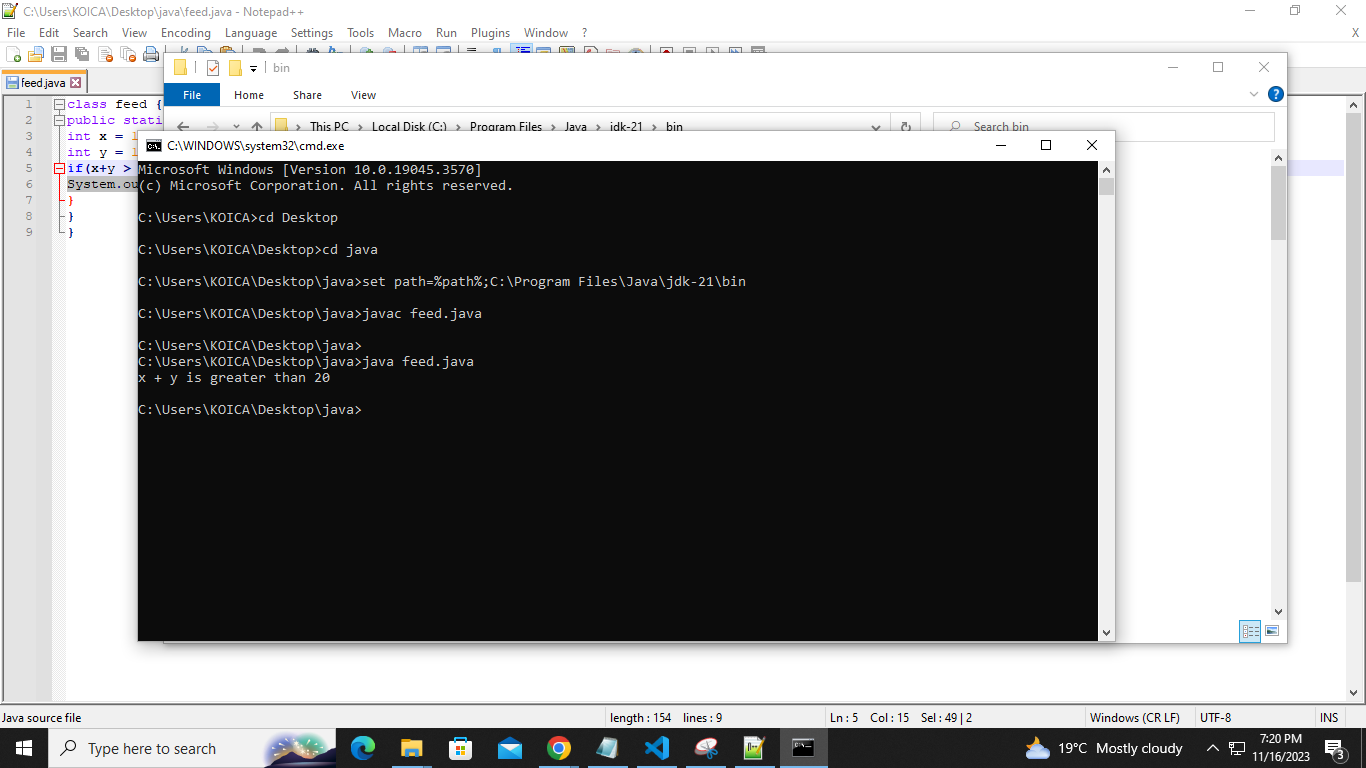 C:\Users\KOICA\Desktop\java\feed.java - Notepad++
File Edit Search View Encoding Language Settings Tools Macro Run Plugins Window ? X
bin
feed.java
File Home Share View
This PC > Local Disk (C:) > Program Files > Java > jdk-21 > bin
Search bin
1 class feed {
2 public stati
3 int x = 1
4 int y = 1
5 if(x+y >
6 System.ou
7 }
8 }
9 }
C:\WINDOWS\system32\cmd.exe
Microsoft Windows [Version 10.0.19045.3570]
(c) Microsoft Corporation. All rights reserved.
C:\Users\KOICA>cd Desktop
C:\Users\KOICA\Desktop>cd java
C:\Users\KOICA\Desktop\java>set path=%path%;C:\Program Files\Java\jdk-21\bin
C:\Users\KOICA\Desktop\java>javac feed.java
C:\Users\KOICA\Desktop\java>
C:\Users\KOICA\Desktop\java>java feed.java
x + y is greater than 20
C:\Users\KOICA\Desktop\java>
Java source file length : 154 lines : 9 Ln : 5 Col : 15 Sel : 49 | 2 Windows (CR LF) UTF-8 INS
Type here to search
19°C Mostly cloudy
7:20 PM
11/16/2023
3